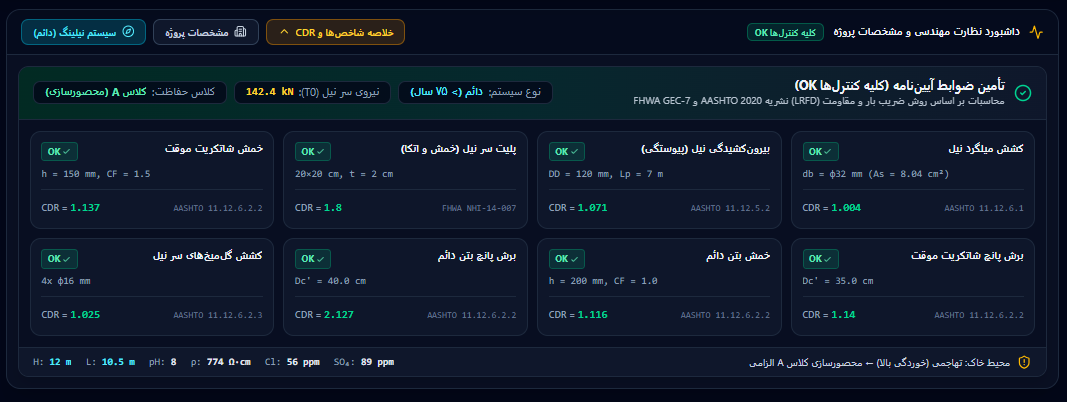 داشبورد نظارت مهندسی و مشخصات پروژه
کلیه کنترل‌ها OK
خلاصه شاخص‌ها و CDR
مشخصات پروژه
سیستم نیلینگ (دائم)
تأمین ضوابط آیین‌نامه (کلیه کنترل‌ها OK)
محاسبات بر اساس روش ضریب بار و مقاومت (LRFD) نشریه AASHTO 2020 و FHWA GEC-7
نوع سیستم: دائم (> ۷۵ سال)
نیروی سر نیل (T0): 142.4 kN
کلاس حفاظت: کلاس A (محصورسازی)
کشش میلگرد نیل
OK
db = ϕ32 mm (As = 8.04 cm²)
CDR = 1.004
AASHTO 11.12.6.1
بیرون‌کشیدگی نیل (پیوستگی)
OK
DD = 120 mm, Lp = 7 m
CDR = 1.071
AASHTO 11.12.5.2
پلیت سر نیل (خمش و اتکا)
OK
20×20 cm, t = 2 cm
CDR = 1.8
FHWA NHI-14-007
خمش شاتکریت موقت
OK
h = 150 mm, CF = 1.5
CDR = 1.137
AASHTO 11.12.6.2.2
برش پانچ شاتکریت موقت
OK
Dc' = 35.0 cm
CDR = 1.14
AASHTO 11.12.6.2.2
خمش بتن دائم
OK
h = 200 mm, CF = 1.0
CDR = 1.116
AASHTO 11.12.6.2.2
برش پانچ بتن دائم
OK
Dc' = 40.0 cm
CDR = 2.127
AASHTO 11.12.6.2.2
کشش گل‌میخ‌های سر نیل
OK
4x ϕ16 mm
CDR = 1.025
AASHTO 11.12.6.2.3
محیط خاک: تهاجمی (خوردگی بالا) ← محصورسازی کلاس A الزامی
H: 12 m L: 10.5 m pH: 8 ρ: 774 Ω·cm Cl: 56 ppm SO₄: 89 ppm